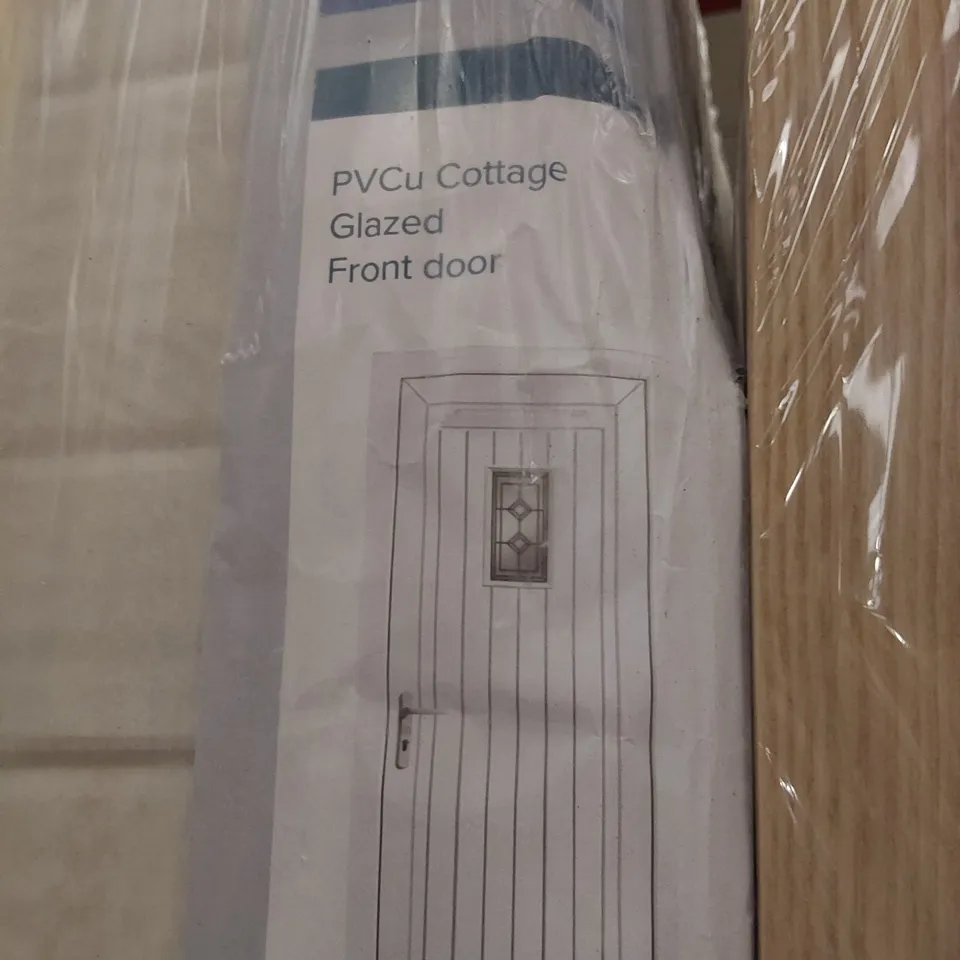 PVCu Cottage
Glazed
Front door